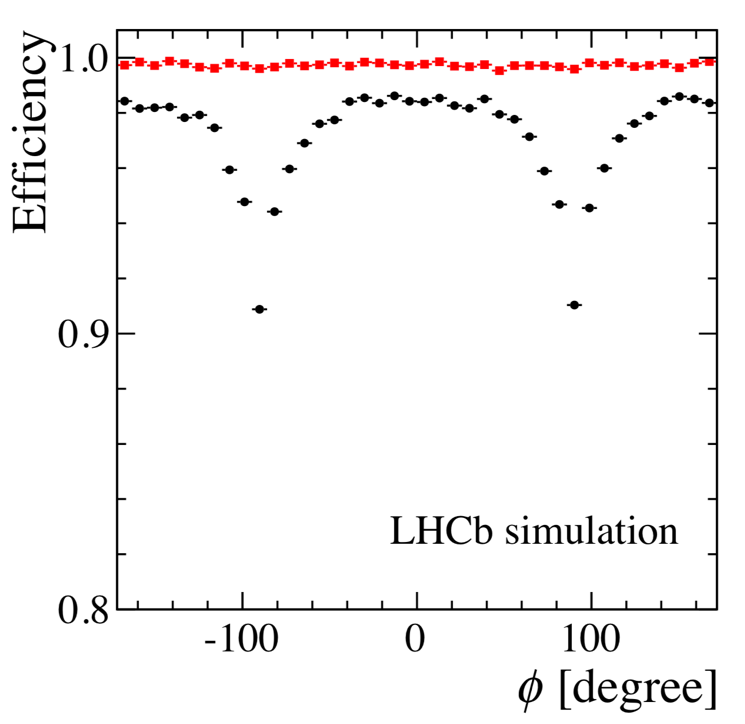 Efficiency
1.0
0.9
0.8
LHCb simulation
-100 0 100
ϕ [degree]